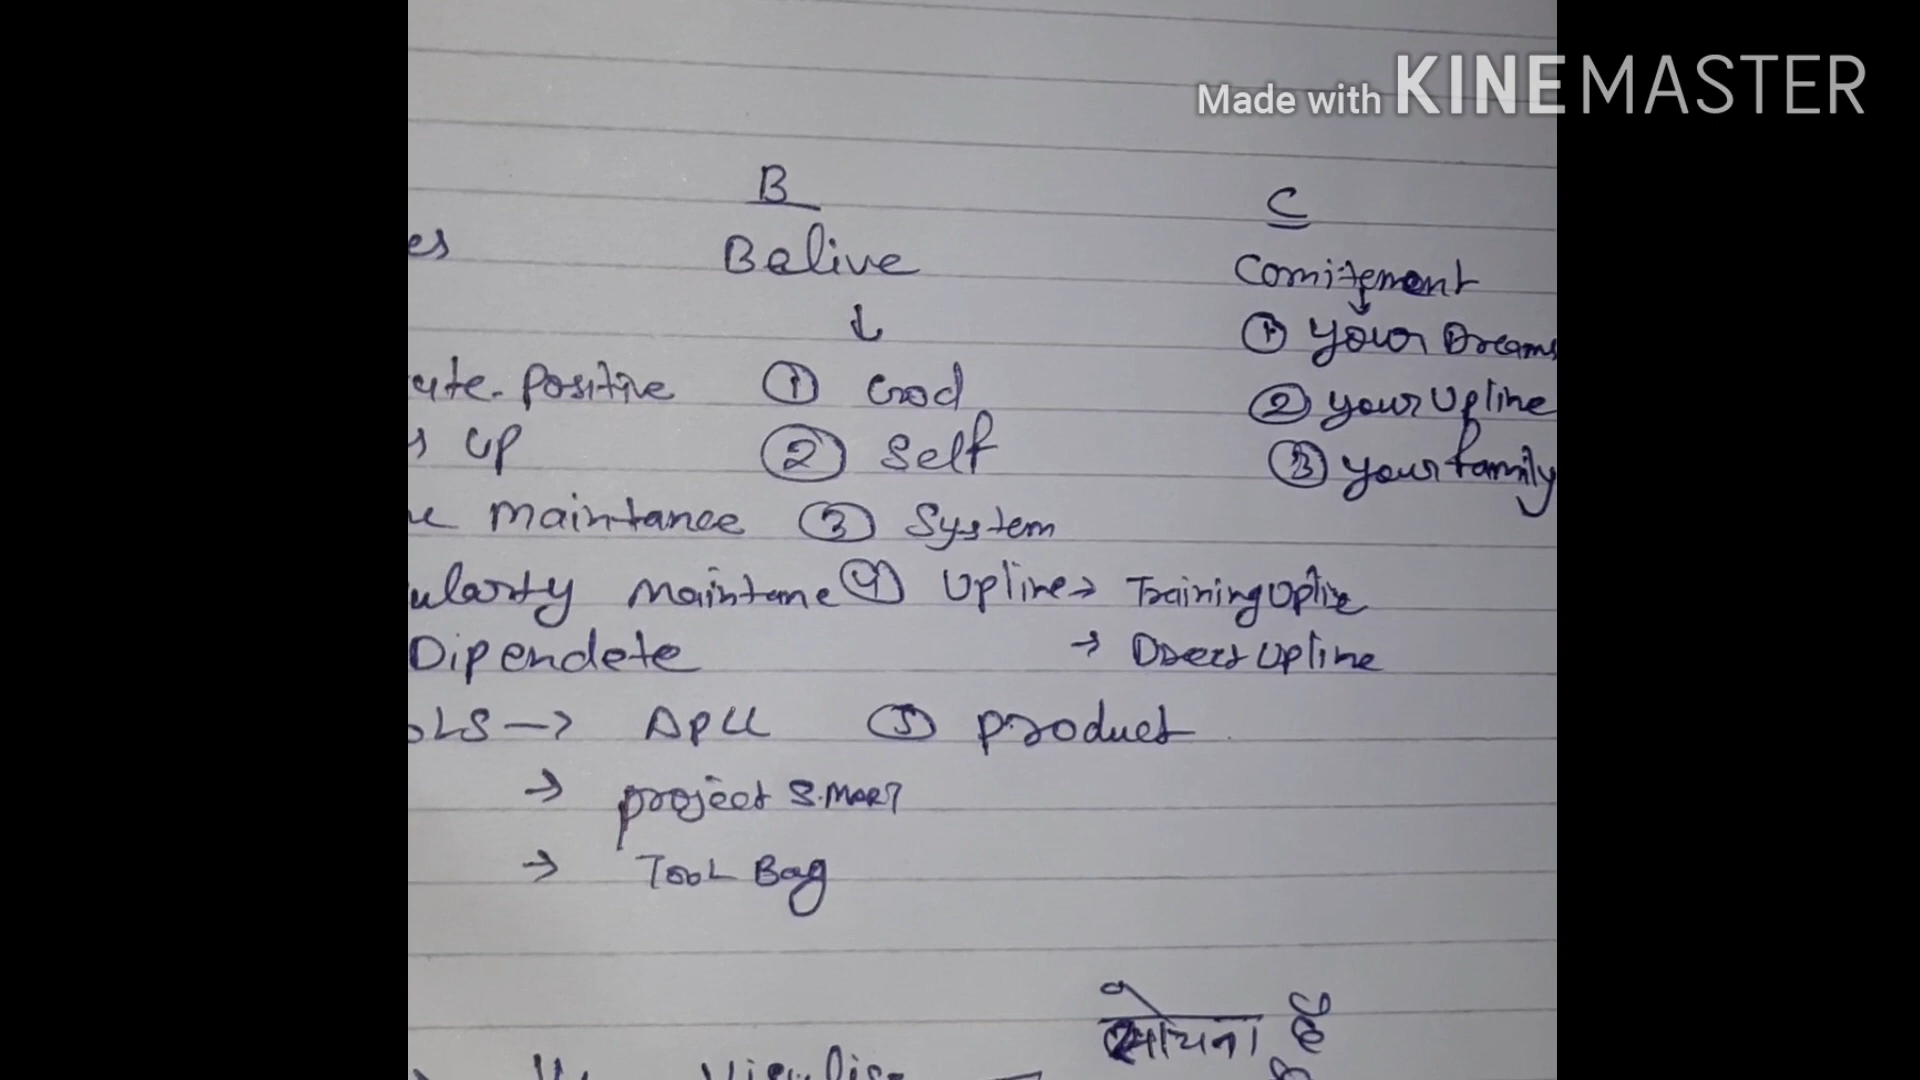 Made with KINEMASTER
B C
es Belive Comitement
↓ ↓
① Your Dreams
ute. Positive ① God ② your Upline
s up ② Self ③ your family
maintance ③ System
ularty maintane ④ Upline → Training Upline
Dipendete → Direct Upline
OLS → APLL ⑤ product
→ project S.MART
→ TOOL Bag
सोचना है